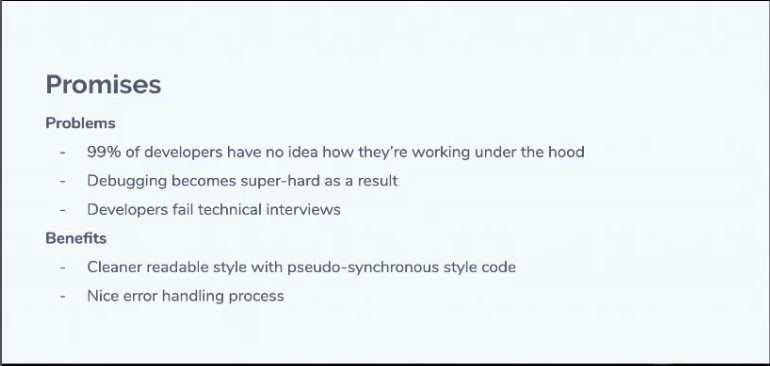 Promises
Problems
- 99% of developers have no idea how they're working under the hood
- Debugging becomes super-hard as a result
- Developers fail technical interviews
Benefits
- Cleaner readable style with pseudo-synchronous style code
- Nice error handling process